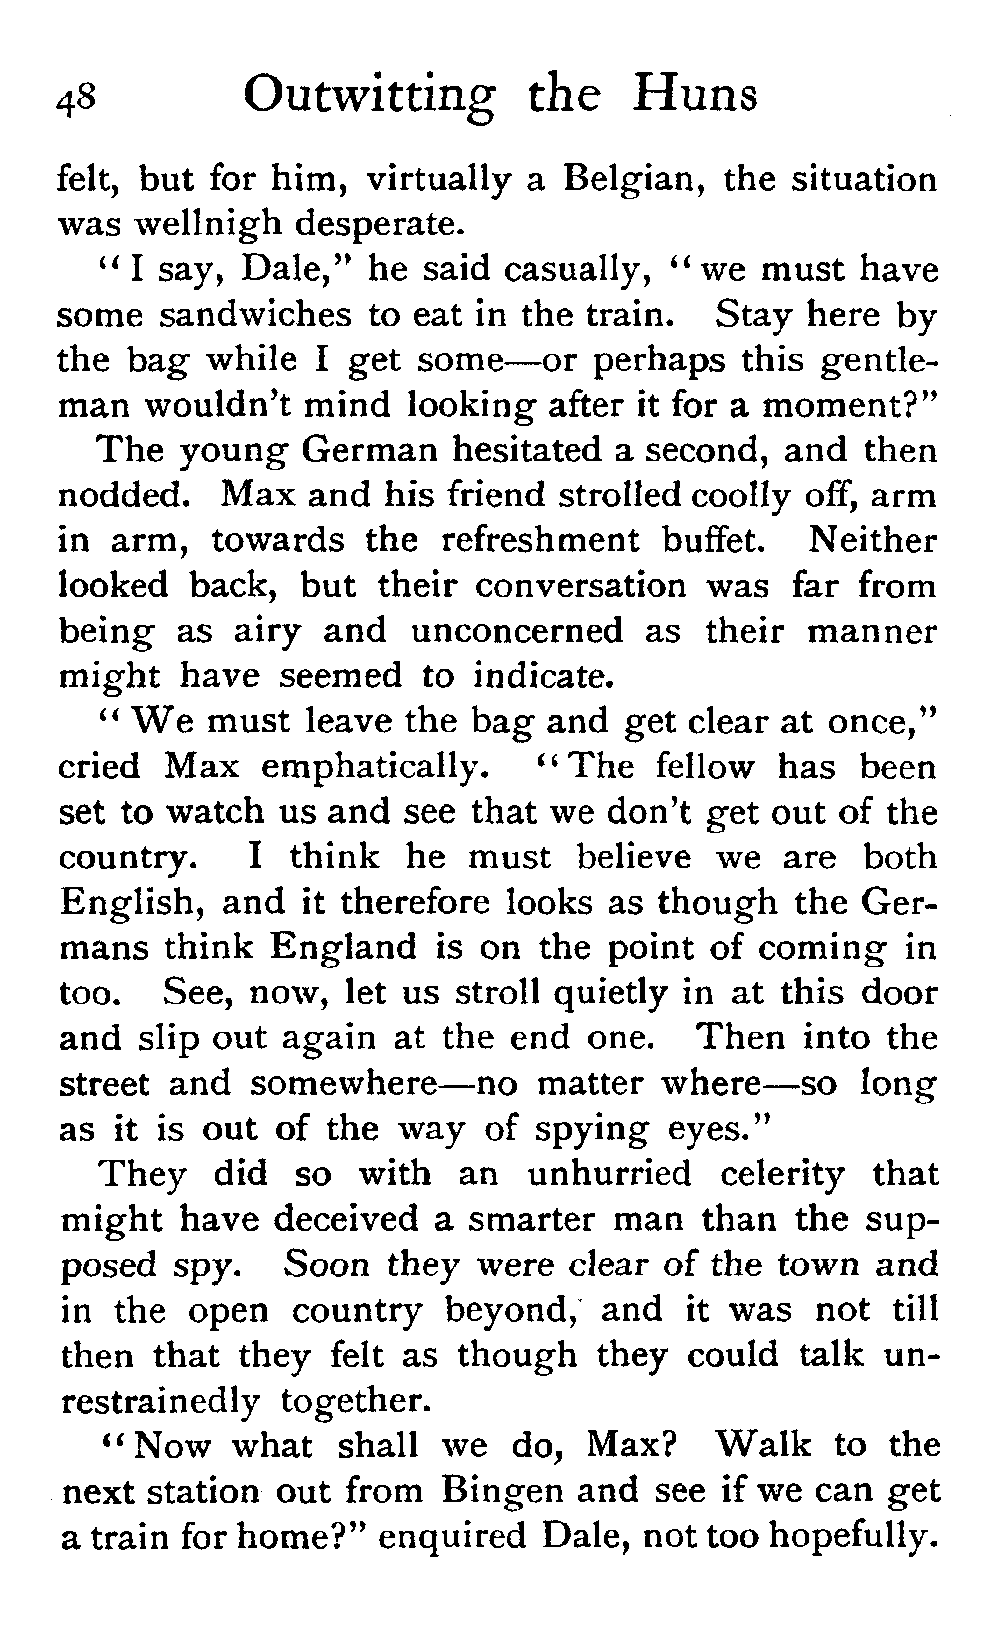 48 Outwitting the Huns
felt, but for him, virtually a Belgian, the situation
was wellnigh desperate.
“I say, Dale,” he said casually, “we must have
some sandwiches to eat in the train. Stay here by
the bag while I get some—or perhaps this gentle-
man wouldn't mind looking after it for a moment?”
The young German hesitated a second, and then
nodded. Max and his friend strolled coolly off, arm
in arm, towards the refreshment buffet. Neither
looked back, but their conversation was far from
being as airy and unconcerned as their manner
might have seemed to indicate.
“We must leave the bag and get clear at once,”
cried Max emphatically. “The fellow has been
set to watch us and see that we don't get out of the
country. I think he must believe we are both
English, and it therefore looks as though the Ger-
mans think England is on the point of coming in
too. See, now, let us stroll quietly in at this door
and slip out again at the end one. Then into the
street and somewhere—no matter where—so long
as it is out of the way of spying eyes.”
They did so with an unhurried celerity that
might have deceived a smarter man than the sup-
posed spy. Soon they were clear of the town and
in the open country beyond, and it was not till
then that they felt as though they could talk un-
restrainedly together.
“Now what shall we do, Max? Walk to the
next station out from Bingen and see if we can get
a train for home?” enquired Dale, not too hopefully.